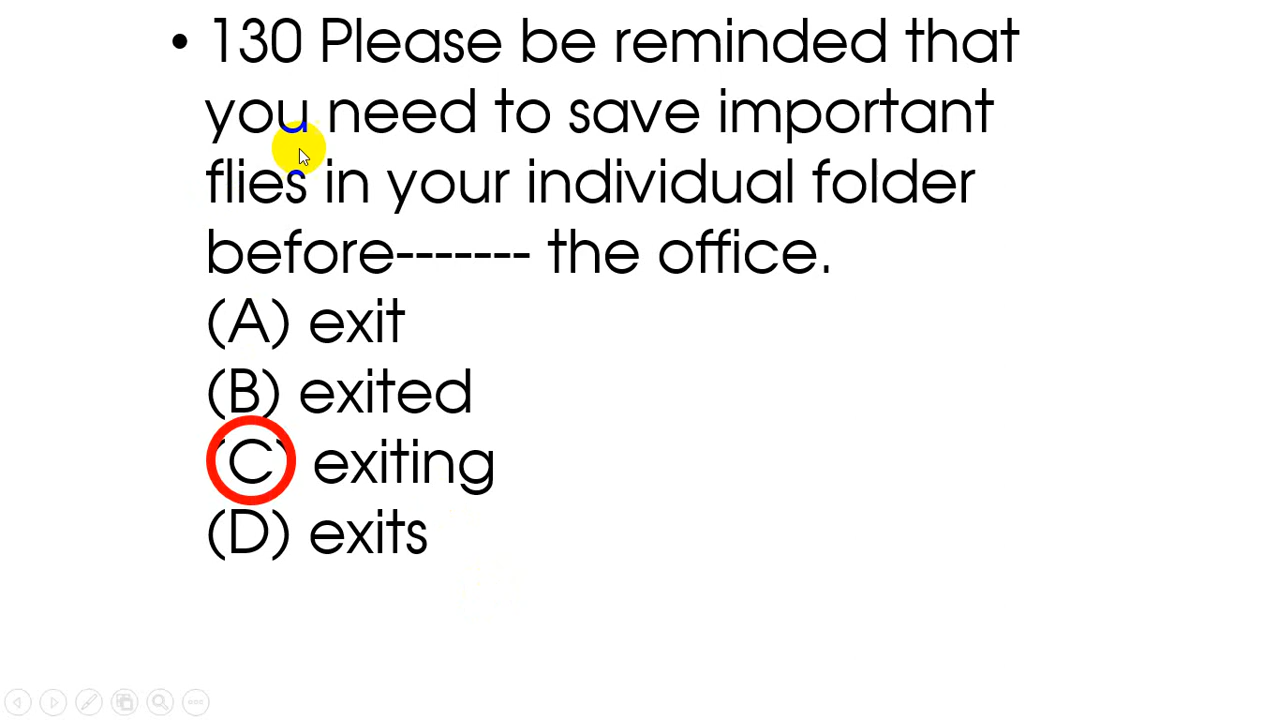 • 130 Please be reminded that
you need to save important
flies in your individual folder
before------- the office.
(A) exit
(B) exited
(C) exiting
(D) exits